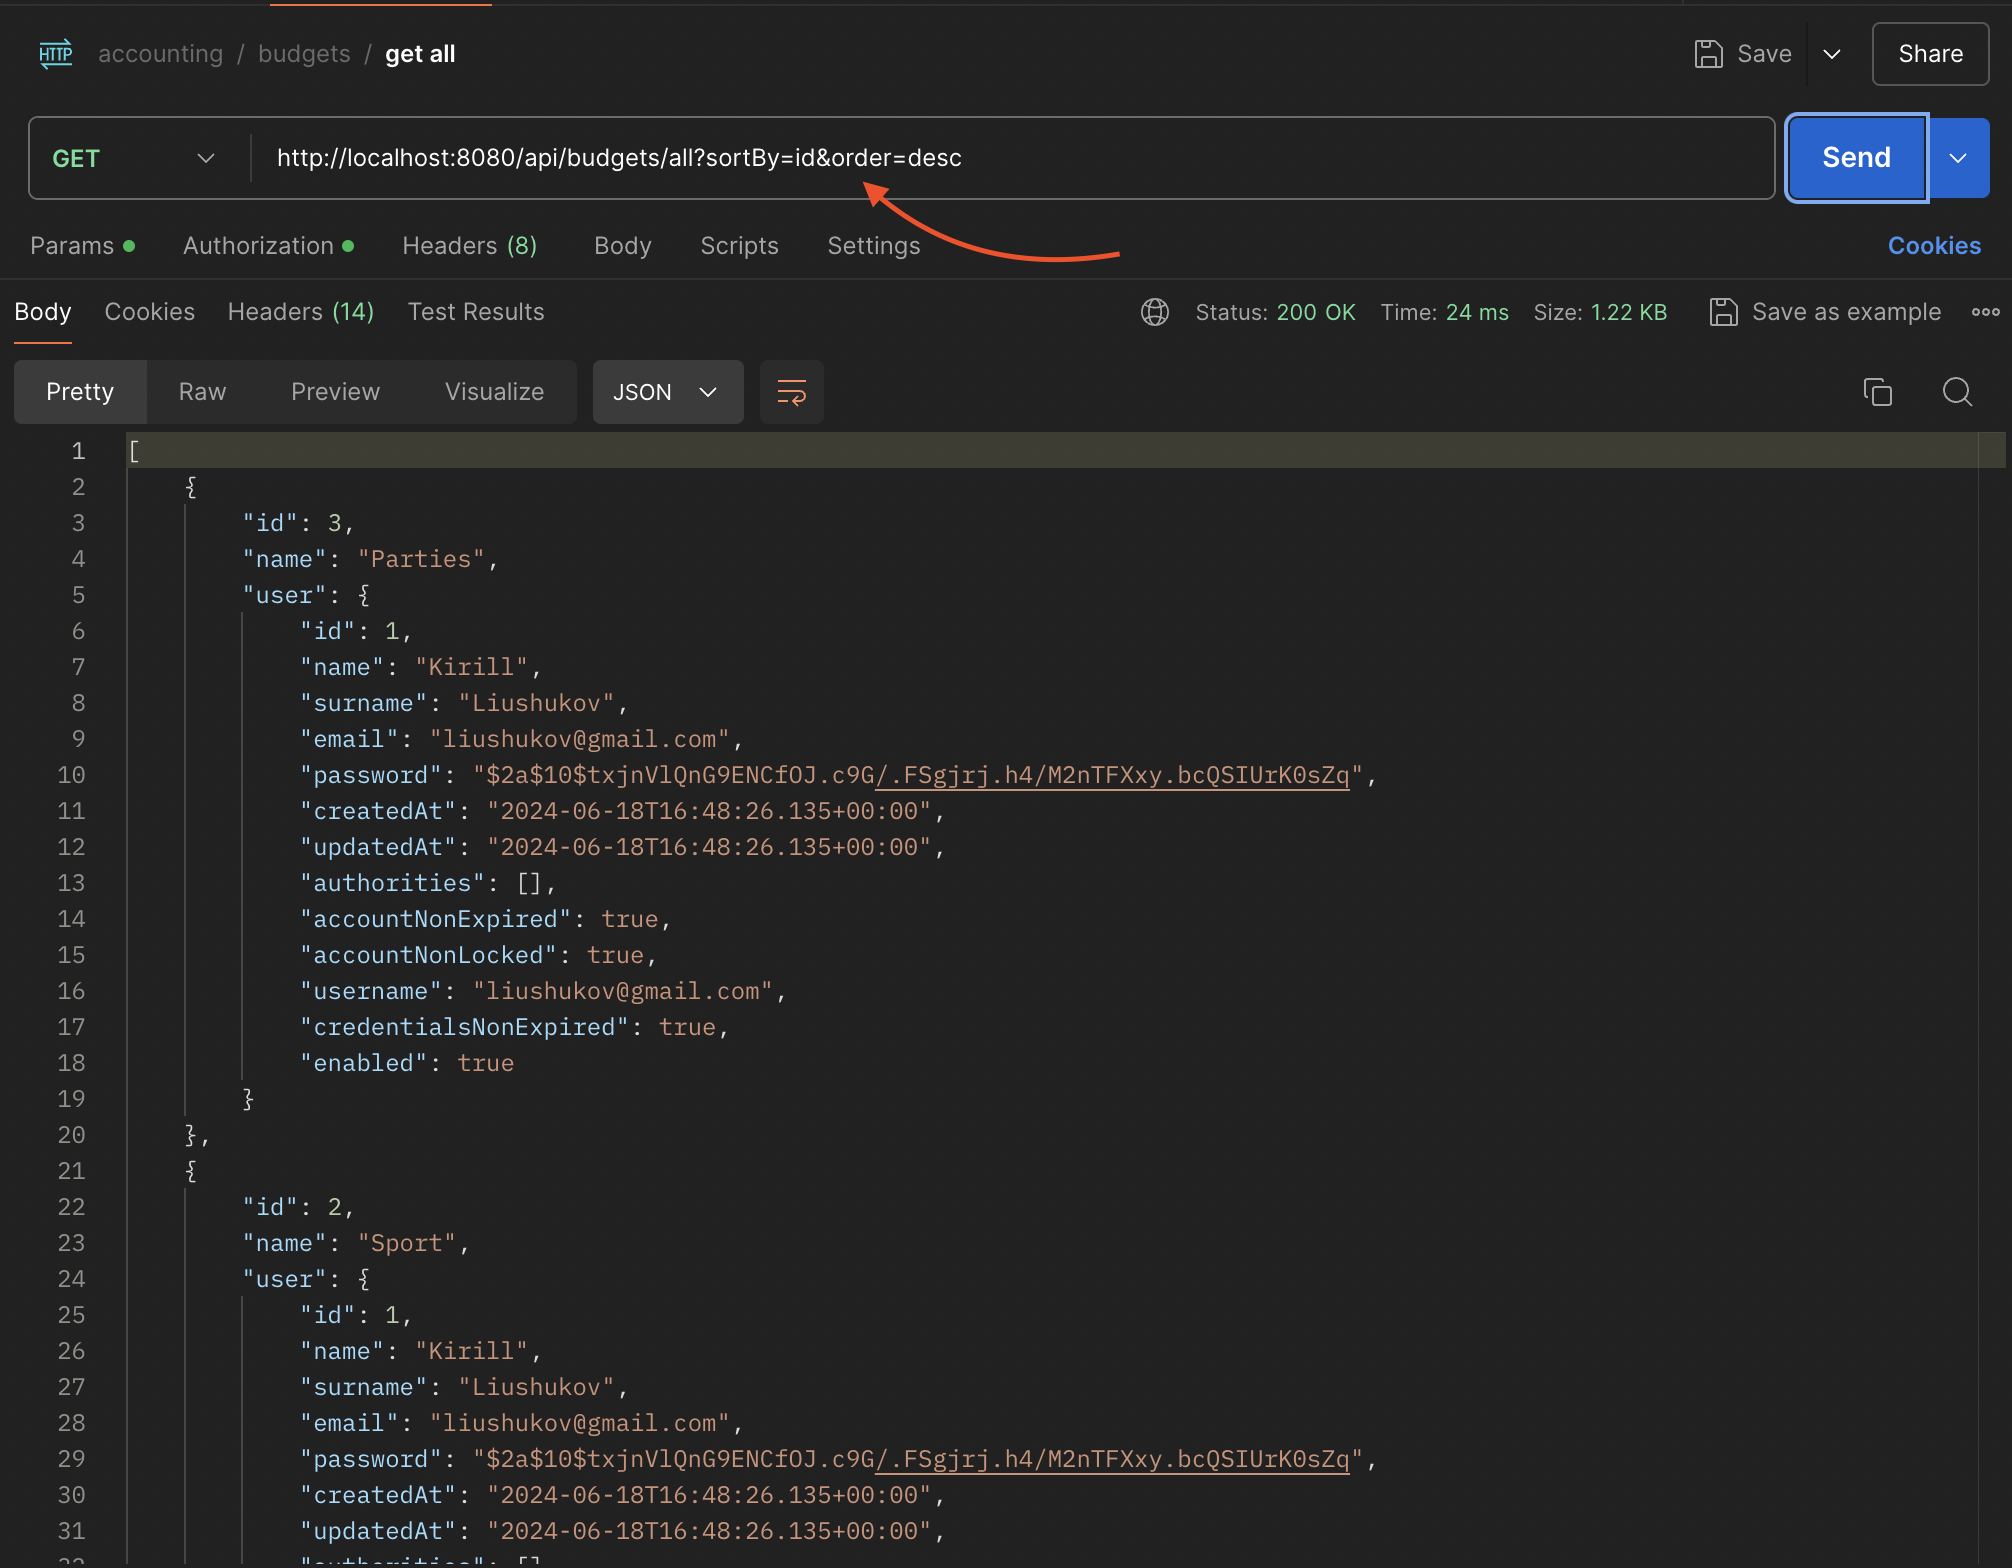 HTTP accounting / budgets / get all Save Share
GET http://localhost:8080/api/budgets/all?sortBy=id&order=desc Send
Params Authorization Headers (8) Body Scripts Settings Cookies
Body Cookies Headers (14) Test Results Status: 200 OK Time: 24 ms Size: 1.22 KB Save as example
Pretty Raw Preview Visualize JSON
1 [
2 {
3 "id": 3,
4 "name": "Parties",
5 "user": {
6 "id": 1,
7 "name": "Kirill",
8 "surname": "Liushukov",
9 "email": "liushukov@gmail.com",
10 "password": "$2a$10$txjnVlQnG9ENCfOJ.c9G/.FSgjrj.h4/M2nTFXxy.bcQSIUrK0sZq",
11 "createdAt": "2024-06-18T16:48:26.135+00:00",
12 "updatedAt": "2024-06-18T16:48:26.135+00:00",
13 "authorities": [],
14 "accountNonExpired": true,
15 "accountNonLocked": true,
16 "username": "liushukov@gmail.com",
17 "credentialsNonExpired": true,
18 "enabled": true
19 }
20 },
21 {
22 "id": 2,
23 "name": "Sport",
24 "user": {
25 "id": 1,
26 "name": "Kirill",
27 "surname": "Liushukov",
28 "email": "liushukov@gmail.com",
29 "password": "$2a$10$txjnVlQnG9ENCfOJ.c9G/.FSgjrj.h4/M2nTFXxy.bcQSIUrK0sZq",
30 "createdAt": "2024-06-18T16:48:26.135+00:00",
31 "updatedAt": "2024-06-18T16:48:26.135+00:00",